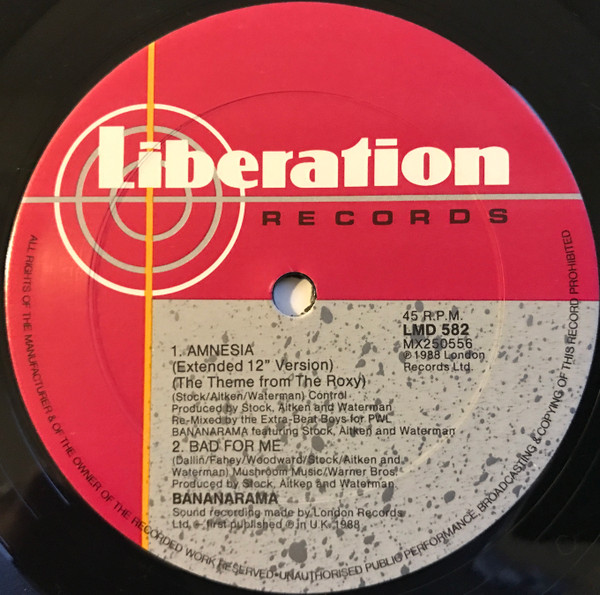 Liberation
RECORDS
45 R.P.M.
LMD 582
MX250556
℗ 1988 London
Records Ltd.
1. AMNESIA
(Extended 12" Version)
(The Theme from The Roxy)
(Stock/Aitken/Waterman) Control
Produced by Stock, Aitken and Waterman
Re-Mixed by the Extra-Beat Boys for PWL
BANANARAMA featuring Stock, Aitken and Waterman
2. BAD FOR ME
(Dallin/Fahey/Woodward/Stock/Aitken and
Waterman) Mushroom Music/Warner Bros.
Produced by Stock, Aitken and Waterman
BANANARAMA
Sound recording made by London Records
Ltd. – first published ℗ in U.K. 1988
ALL RIGHTS OF THE MANUFACTURER & OF THE OWNER OF THE RECORDED WORK RESERVED • UNAUTHORISED PUBLIC PERFORMANCE, BROADCASTING & COPYING OF THIS RECORD PROHIBITED